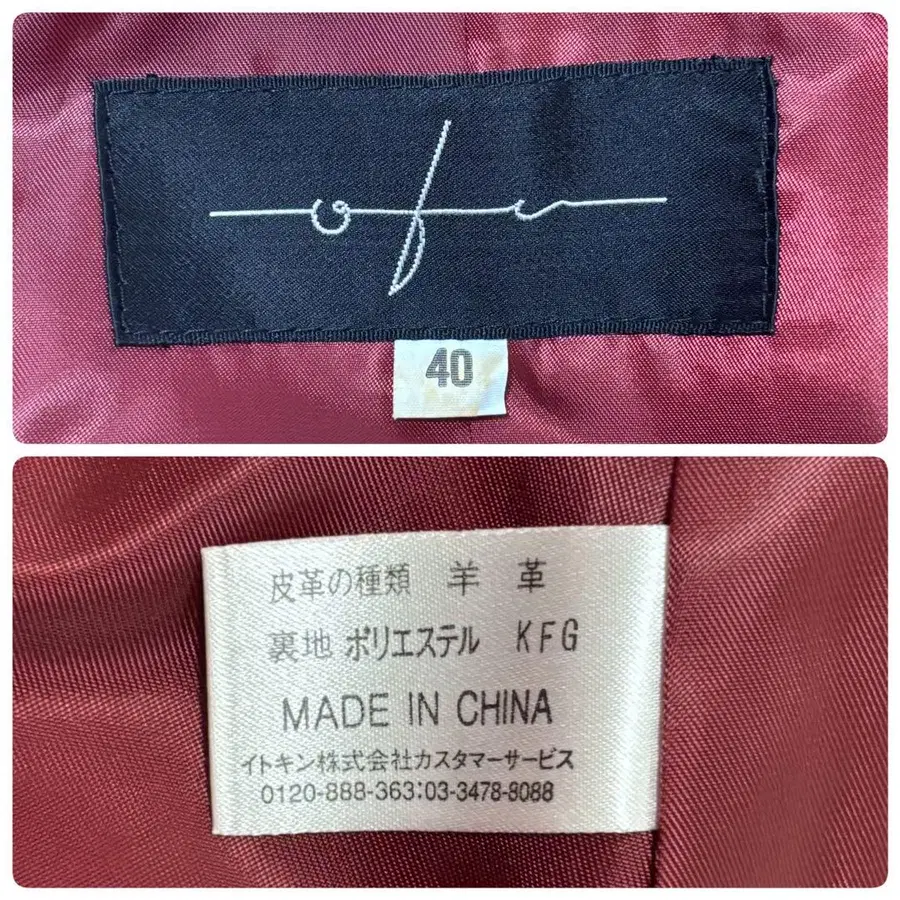 ofu
40
皮革の種類 羊 革
裏地 ポリエステル KFG
MADE IN CHINA
イトキン株式会社カスタマーサービス
0120-888-363:03-3478-8088